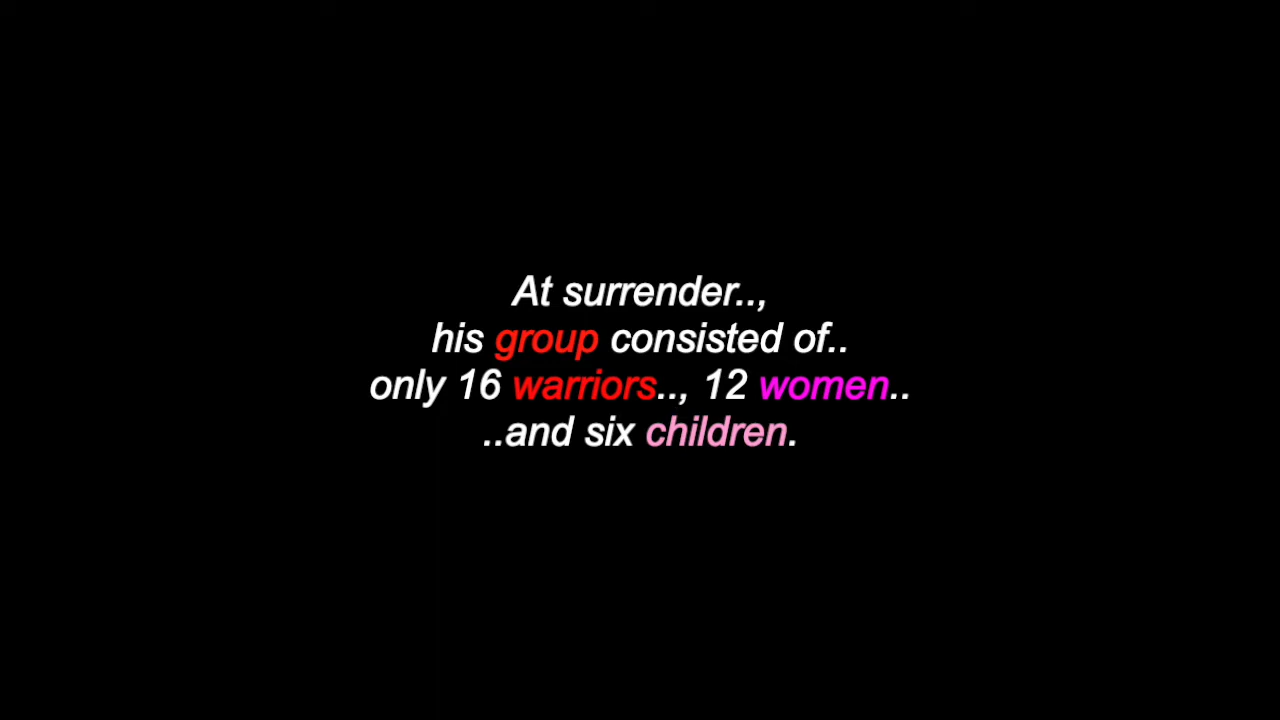 At surrender..,
his group consisted of..
only 16 warriors.., 12 women..
..and six children.